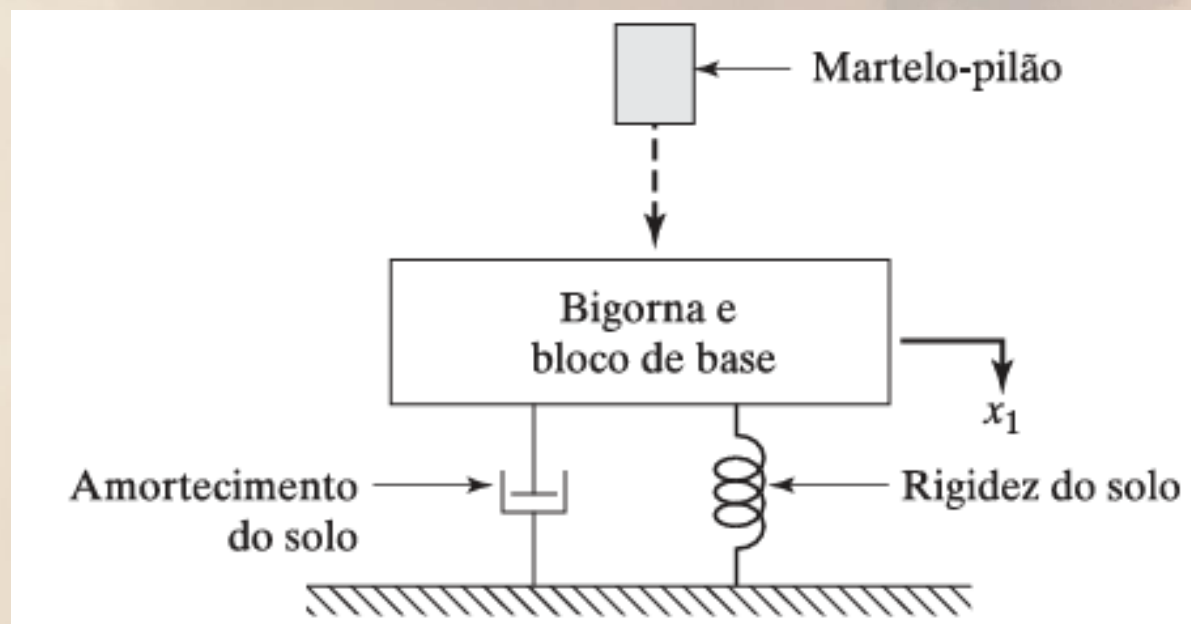 Martelo-pilão
Bigorna e
bloco de base
x₁
Amortecimento
do solo
Rigidez do solo